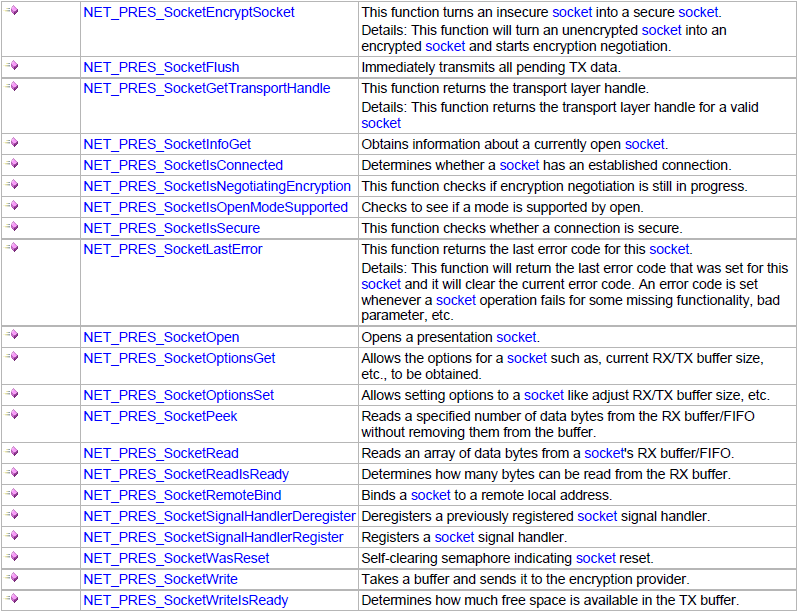 NET_PRES_SocketEncryptSocket This function turns an insecure socket into a secure socket.
Details: This function will turn an unencrypted socket into an
encrypted socket and starts encryption negotiation.
NET_PRES_SocketFlush Immediately transmits all pending TX data.
NET_PRES_SocketGetTransportHandle This function returns the transport layer handle.
Details: This function returns the transport layer handle for a valid
socket
NET_PRES_SocketInfoGet Obtains information about a currently open socket.
NET_PRES_SocketIsConnected Determines whether a socket has an established connection.
NET_PRES_SocketIsNegotiatingEncryption This function checks if encryption negotiation is still in progress.
NET_PRES_SocketIsOpenModeSupported Checks to see if a mode is supported by open.
NET_PRES_SocketIsSecure This function checks whether a connection is secure.
NET_PRES_SocketLastError This function returns the last error code for this socket.
Details: This function will return the last error code that was set for this
socket and it will clear the current error code. An error code is set
whenever a socket operation fails for some missing functionality, bad
parameter, etc.
NET_PRES_SocketOpen Opens a presentation socket.
NET_PRES_SocketOptionsGet Allows the options for a socket such as, current RX/TX buffer size,
etc., to be obtained.
NET_PRES_SocketOptionsSet Allows setting options to a socket like adjust RX/TX buffer size, etc.
NET_PRES_SocketPeek Reads a specified number of data bytes from the RX buffer/FIFO
without removing them from the buffer.
NET_PRES_SocketRead Reads an array of data bytes from a socket's RX buffer/FIFO.
NET_PRES_SocketReadIsReady Determines how many bytes can be read from the RX buffer.
NET_PRES_SocketRemoteBind Binds a socket to a remote local address.
NET_PRES_SocketSignalHandlerDeregister Deregisters a previously registered socket signal handler.
NET_PRES_SocketSignalHandlerRegister Registers a socket signal handler.
NET_PRES_SocketWasReset Self-clearing semaphore indicating socket reset.
NET_PRES_SocketWrite Takes a buffer and sends it to the encryption provider.
NET_PRES_SocketWriteIsReady Determines how much free space is available in the TX buffer.